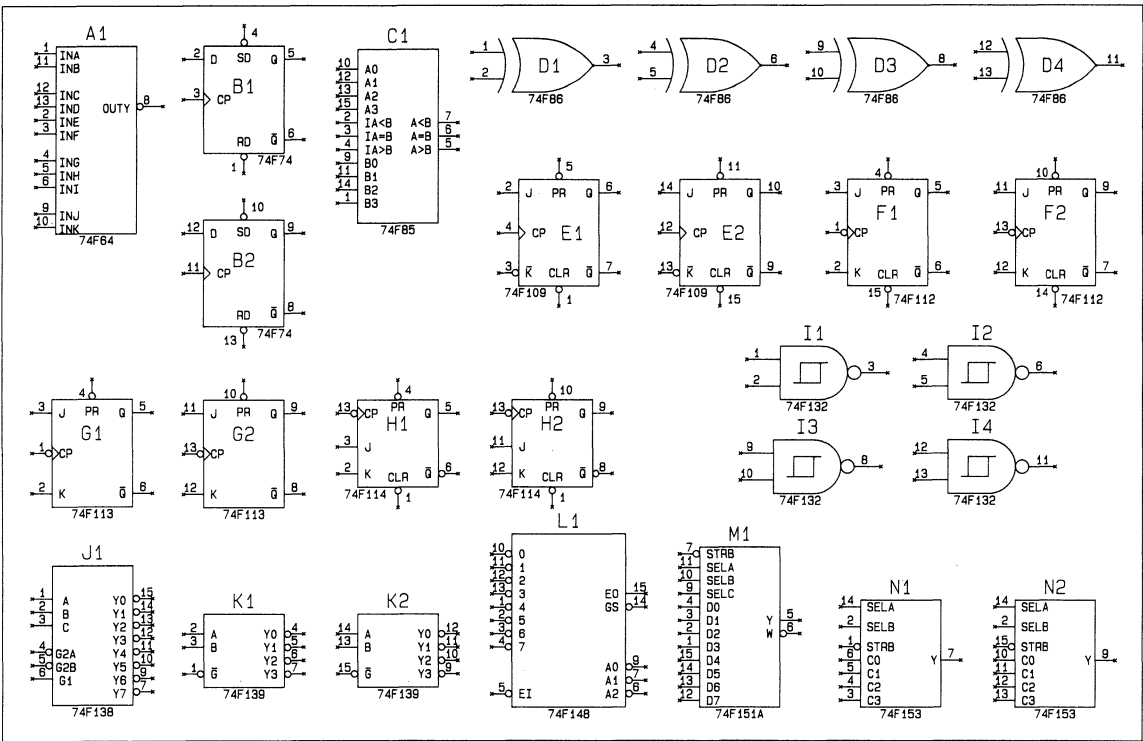 A1
1 INA
11 INB
12 INC
13 IND
2 INE
3 INF
4 ING
5 INH
6 INI
9 INJ
10 INK
OUTY 8
74F64
4
2 D SD Q 5
B1
3 CP
RD Q̅ 6
1 74F74
10
12 D SD Q 9
B2
11 CP
Q̅ 8
RD
13 74F74
C1
10 A0
12 A1
13 A2
15 A3
2 IA<B A<B 7
3 IA=B A=B 6
4 IA>B A>B 5
9 B0
11 B1
14 B2
1 B3
74F85
1
2 D1 3
74F86
4
5 D2 6
74F86
9
10 D3 8
74F86
12
13 D4 11
74F86
5
2 J PR Q 6
4 CP E1
3 K̅ CLR Q̅ 7
74F109 1
11
14 J PR Q 10
12 CP E2
13 K̅ CLR Q̅ 9
74F109 15
4
3 J PR Q 5
F1
1 CP
2 K CLR Q̅ 6
15 74F112
10
11 J PR Q 9
F2
13 CP
12 K CLR Q̅ 7
14 74F112
I1
1
2 3
74F132
I2
4
5 6
74F132
I3
9
10 8
74F132
I4
12
13 11
74F132
4
3 J PR Q 5
G1
1 CP
2 K Q̅ 6
74F113
10
11 J PR Q 9
G2
13 CP
12 K Q̅ 8
74F113
4
13 CP PR Q 5
H1
3 J
2 K CLR Q̅ 6
74F114 1
10
13 CP PR Q 9
H2
11 J
12 K CLR Q̅ 8
74F114 1
J1
1 A Y0 15
2 B Y1 14
3 C Y2 13
Y3 12
4 G2A Y4 11
5 G2B Y5 10
6 G1 Y6 9
Y7 7
74F138
K1
2 A Y0 4
3 B Y1 5
Y2 6
1 G̅ Y3 7
74F139
K2
14 A Y0 12
13 B Y1 11
Y2 10
15 G̅ Y3 9
74F139
L1
10 0
11 1
12 2
13 3 EO 15
1 4 GS 14
2 5
3 6
4 7
A0 9
A1 7
5 EI A2 6
74F148
M1
7 STRB
11 SELA
10 SELB
9 SELC
4 D0
3 D1 Y 5
2 D2 W 6
1 D3
15 D4
14 D5
13 D6
12 D7
74F151A
N1
14 SELA
2 SELB
1 STRB
6 C0 Y 7
5 C1
4 C2
3 C3
74F153
N2
14 SELA
2 SELB
15 STRB
10 C0 Y 9
11 C1
12 C2
13 C3
74F153